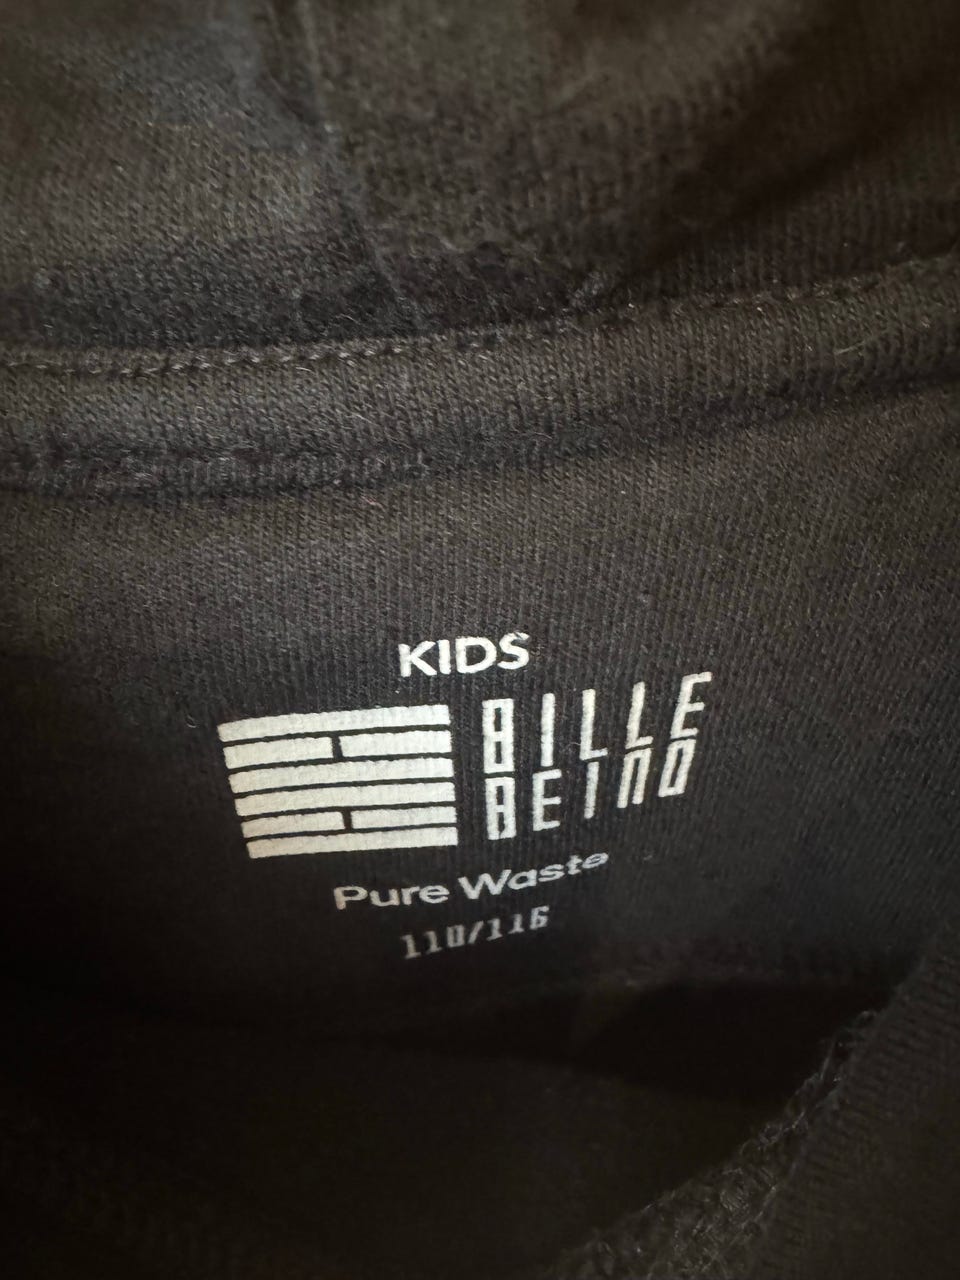 KIDS
BILLE
BEINO
Pure Waste
110/116